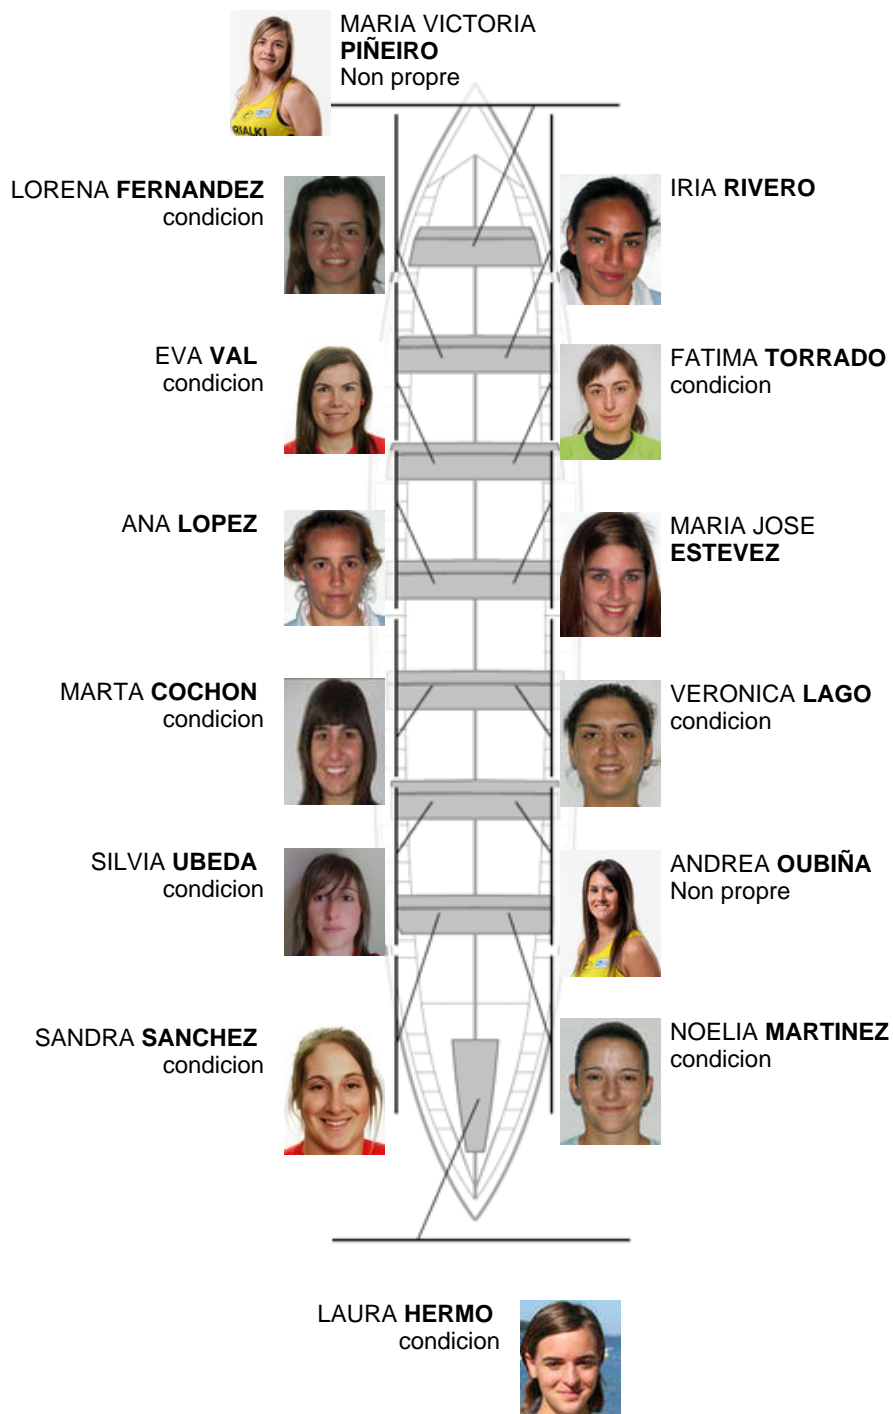 MARIA VICTORIA
PIÑEIRO
Non propre
RIALKI
LORENA FERNANDEZ
condicion
IRIA RIVERO
EVA VAL
condicion
FATIMA TORRADO
condicion
ANA LOPEZ
MARIA JOSE
ESTEVEZ
MARTA COCHON
condicion
VERONICA LAGO
condicion
SILVIA UBEDA
condicion
ANDREA OUBIÑA
Non propre
SANDRA SANCHEZ
condicion
NOELIA MARTINEZ
condicion
LAURA HERMO
condicion